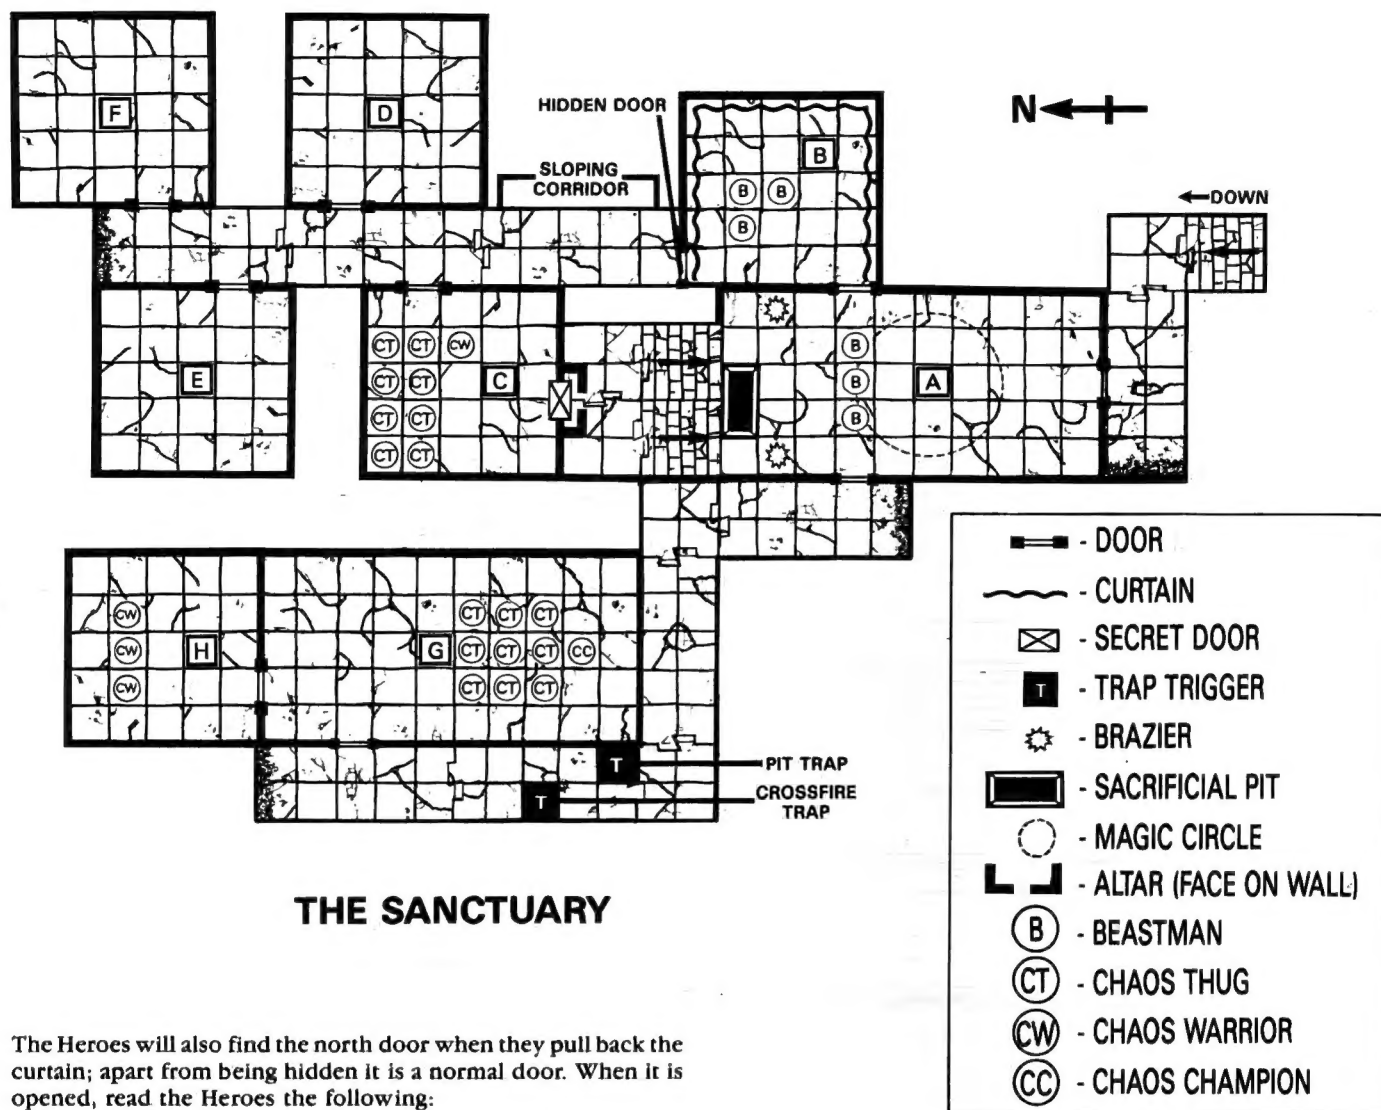 F
D
HIDDEN DOOR
N
B
SLOPING
CORRIDOR
B B
B
DOWN
CT CT CW
B
E
CT CT
C
B
A
CT CT
B
CT CT
CW
CT CT CT
CW
H
G
CT CT CT CC
CW
CT CT CT
T
PIT TRAP
T
CROSSFIRE
TRAP
THE SANCTUARY
- DOOR
- CURTAIN
- SECRET DOOR
T - TRAP TRIGGER
- BRAZIER
- SACRIFICIAL PIT
- MAGIC CIRCLE
- ALTAR (FACE ON WALL)
B - BEASTMAN
CT - CHAOS THUG
CW - CHAOS WARRIOR
CC - CHAOS CHAMPION
The Heroes will also find the north door when they pull back the
curtain; apart from being hidden it is a normal door. When it is
opened, read the Heroes the following: